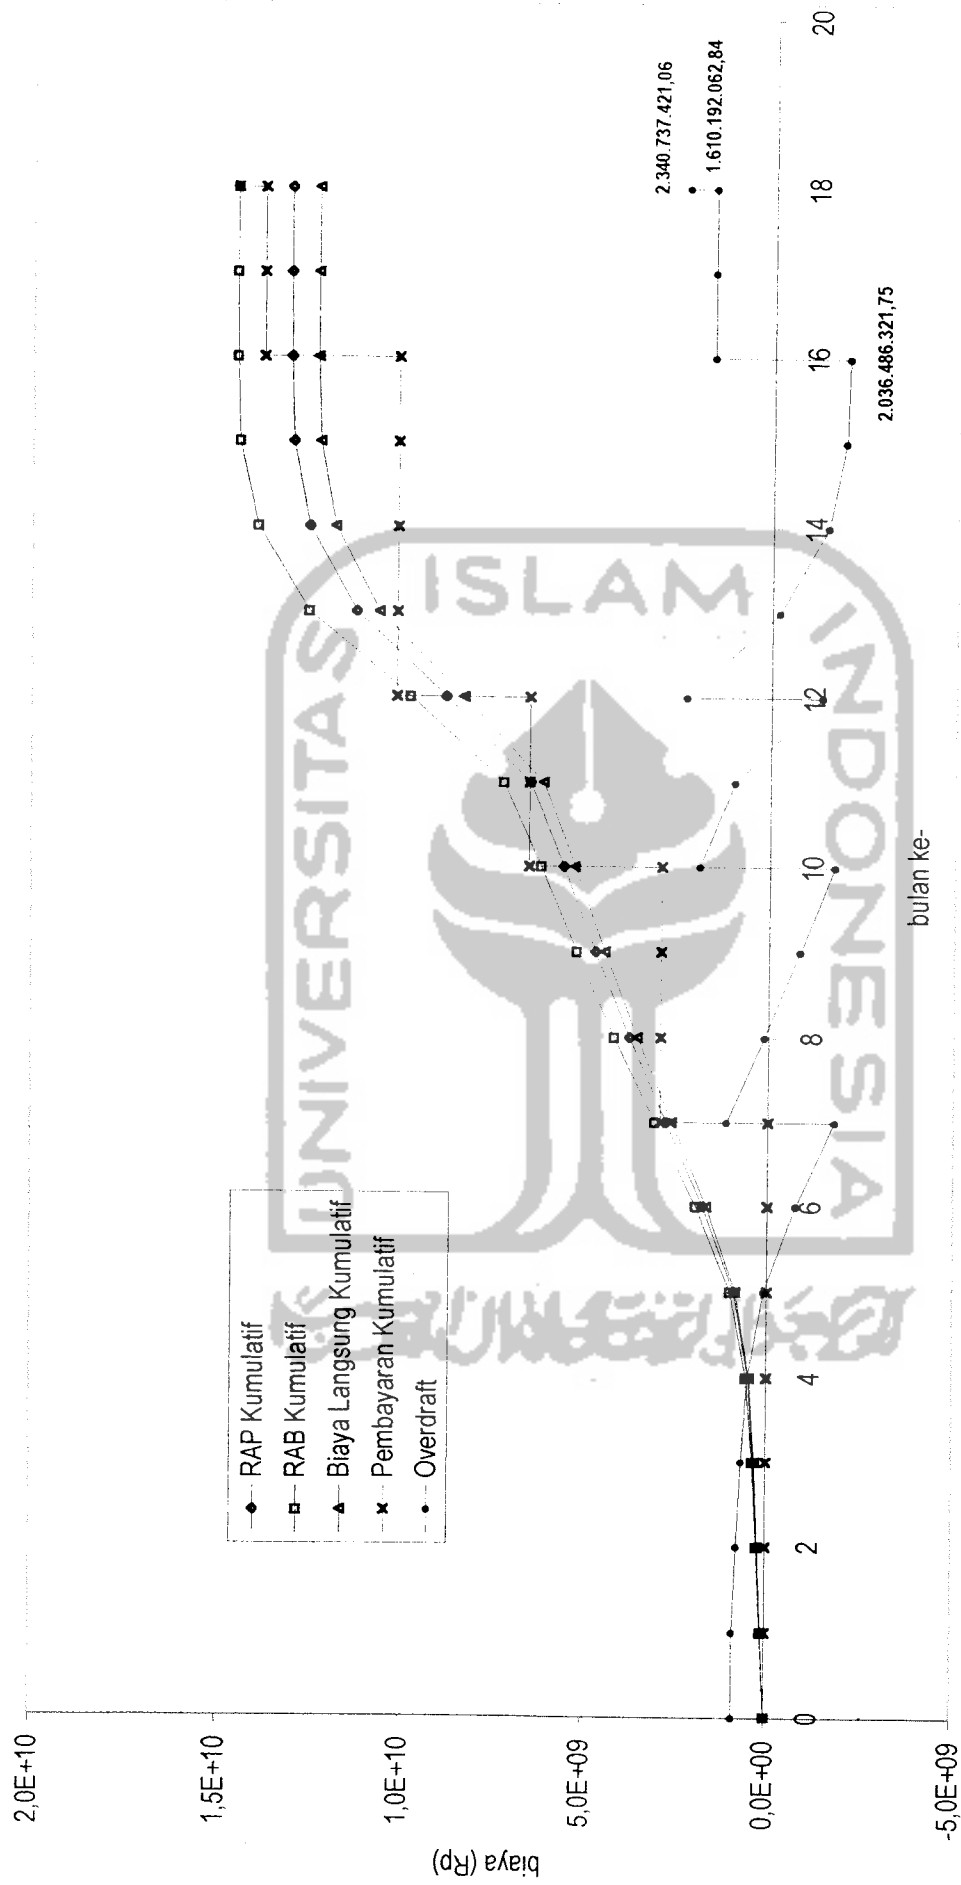 2,0E+10
1,5E+10
1,0E+10
5,0E+09
0,0E+00
-5,0E+09
biaya (Rp)
RAP Kumulatif
RAB Kumulatif
Biaya Langsung Kumulatif
Pembayaran Kumulatif
Overdraft
0
2
4
6
8
10
12
14
16
18
20
bulan ke-
2.340.737.421,06
1.610.192.062,84
2.036.486.321,75
UNIVERSITAS
ISLAM
INDONESIA